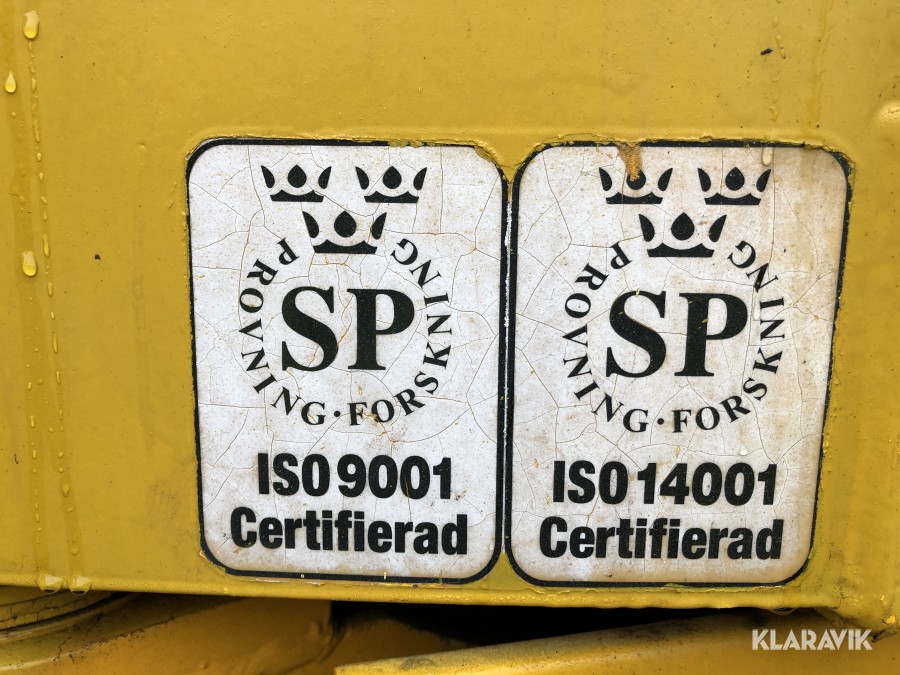 SP
PROVNING · FORSKNING
ISO 9001
Certifierad
SP
PROVNING · FORSKNING
ISO 14001
Certifierad
KLARAVIK